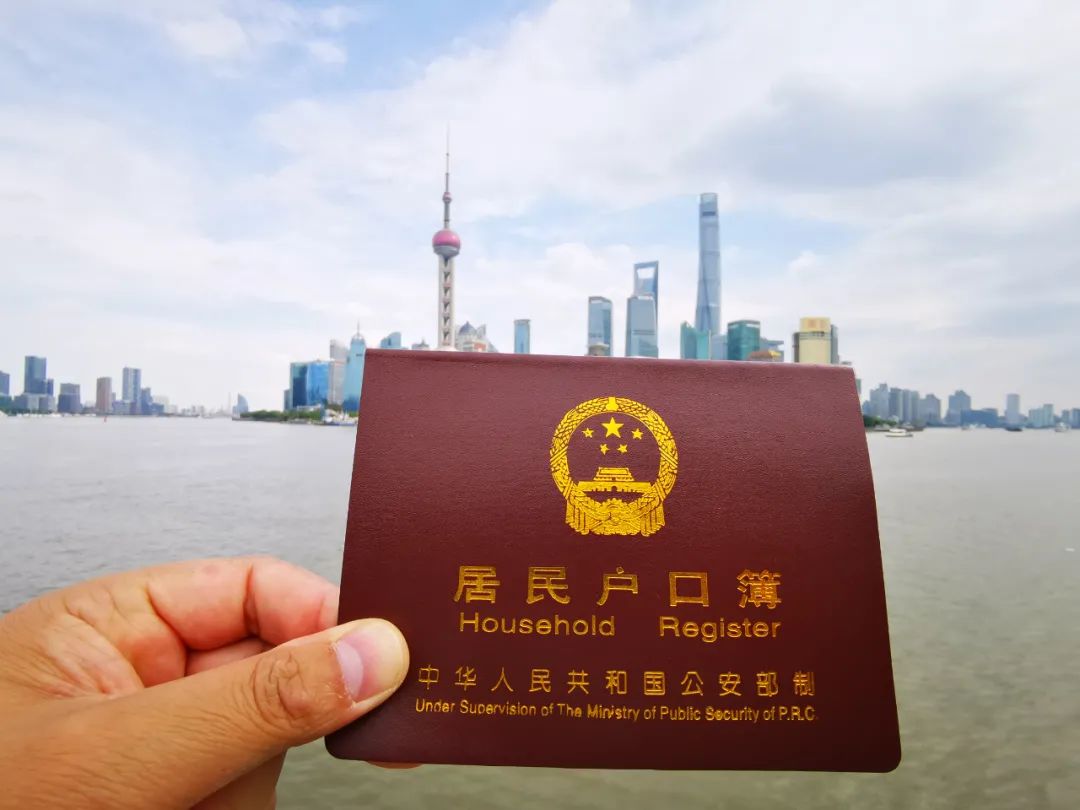 居民户口簿
Household Register
中华人民共和国公安部制
Under Supervision of The Ministry of Public Security of P.R.C.